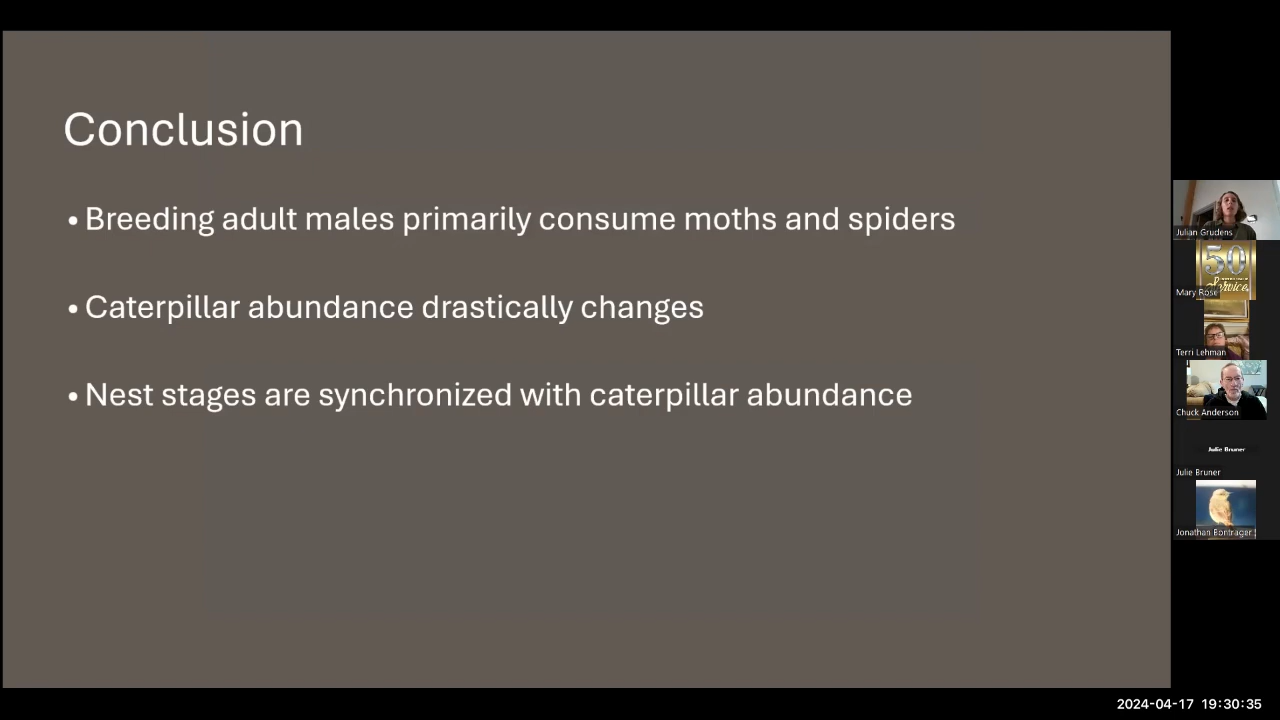 Conclusion
• Breeding adult males primarily consume moths and spiders
• Caterpillar abundance drastically changes
• Nest stages are synchronized with caterpillar abundance
Julian Grudens
50
Service
Mary Rose
Terri Lehman
Chuck Anderson
Julie Bruner
Julie Bruner
Jonathan Bontrager
2024-04-17 19:30:35